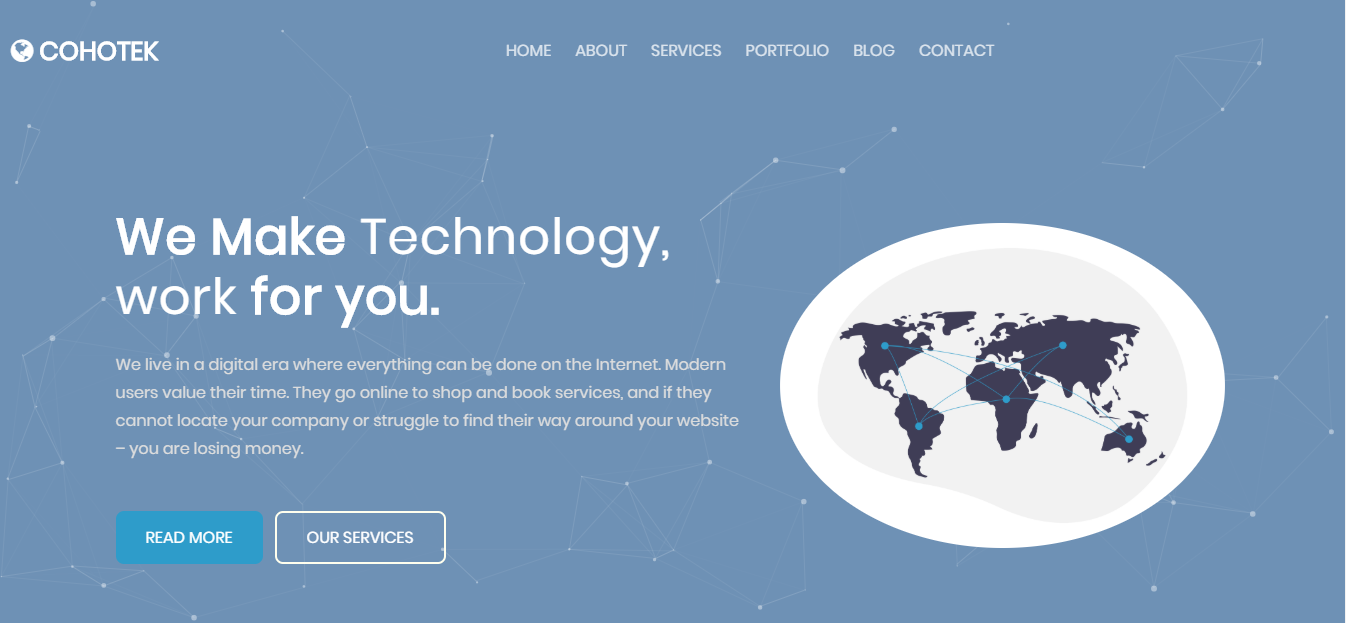 COHOTEK
HOME ABOUT SERVICES PORTFOLIO BLOG CONTACT
We Make Technology,
work for you.
We live in a digital era where everything can be done on the Internet. Modern
users value their time. They go online to shop and book services, and if they
cannot locate your company or struggle to find their way around your website
– you are losing money.
READ MORE OUR SERVICES